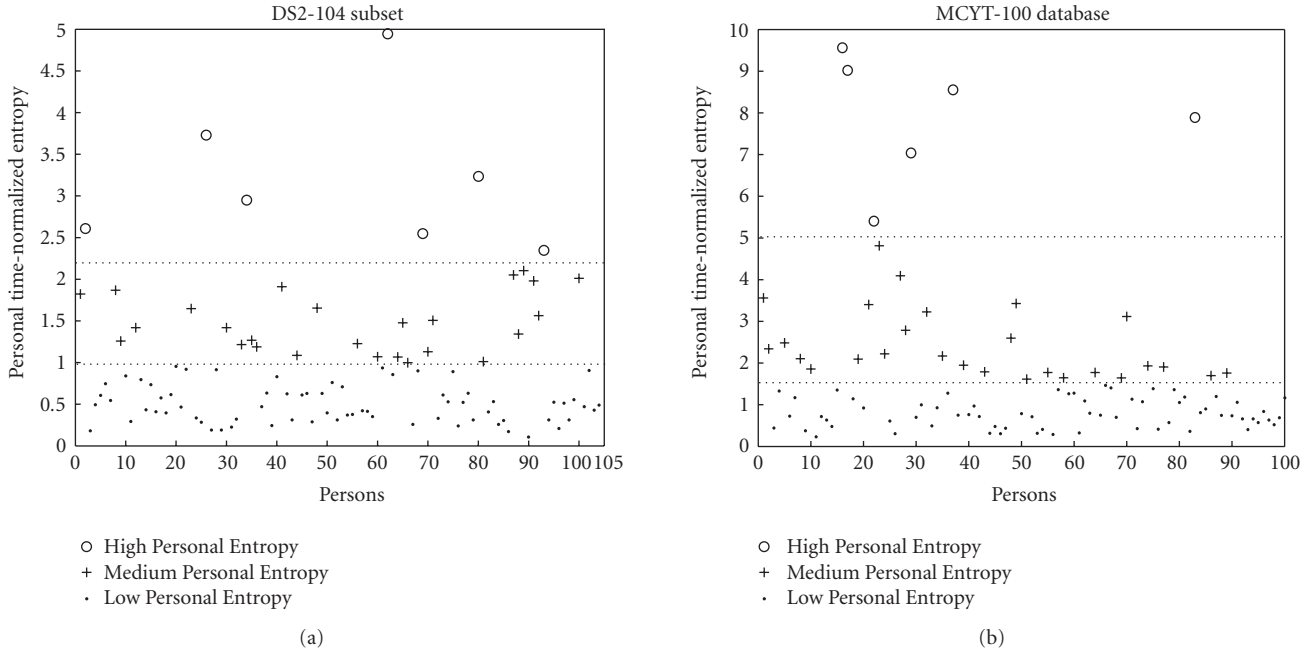 DS2-104 subset
5
4.5
4
3.5
3
2.5
2
1.5
1
0.5
0
Personal time-normalized entropy
0 10 20 30 40 50 60 70 80 90 100 105
Persons
High Personal Entropy
Medium Personal Entropy
Low Personal Entropy
(a)
MCYT-100 database
10
9
8
7
6
5
4
3
2
1
0
Personal time-normalized entropy
0 10 20 30 40 50 60 70 80 90 100
Persons
High Personal Entropy
Medium Personal Entropy
Low Personal Entropy
(b)